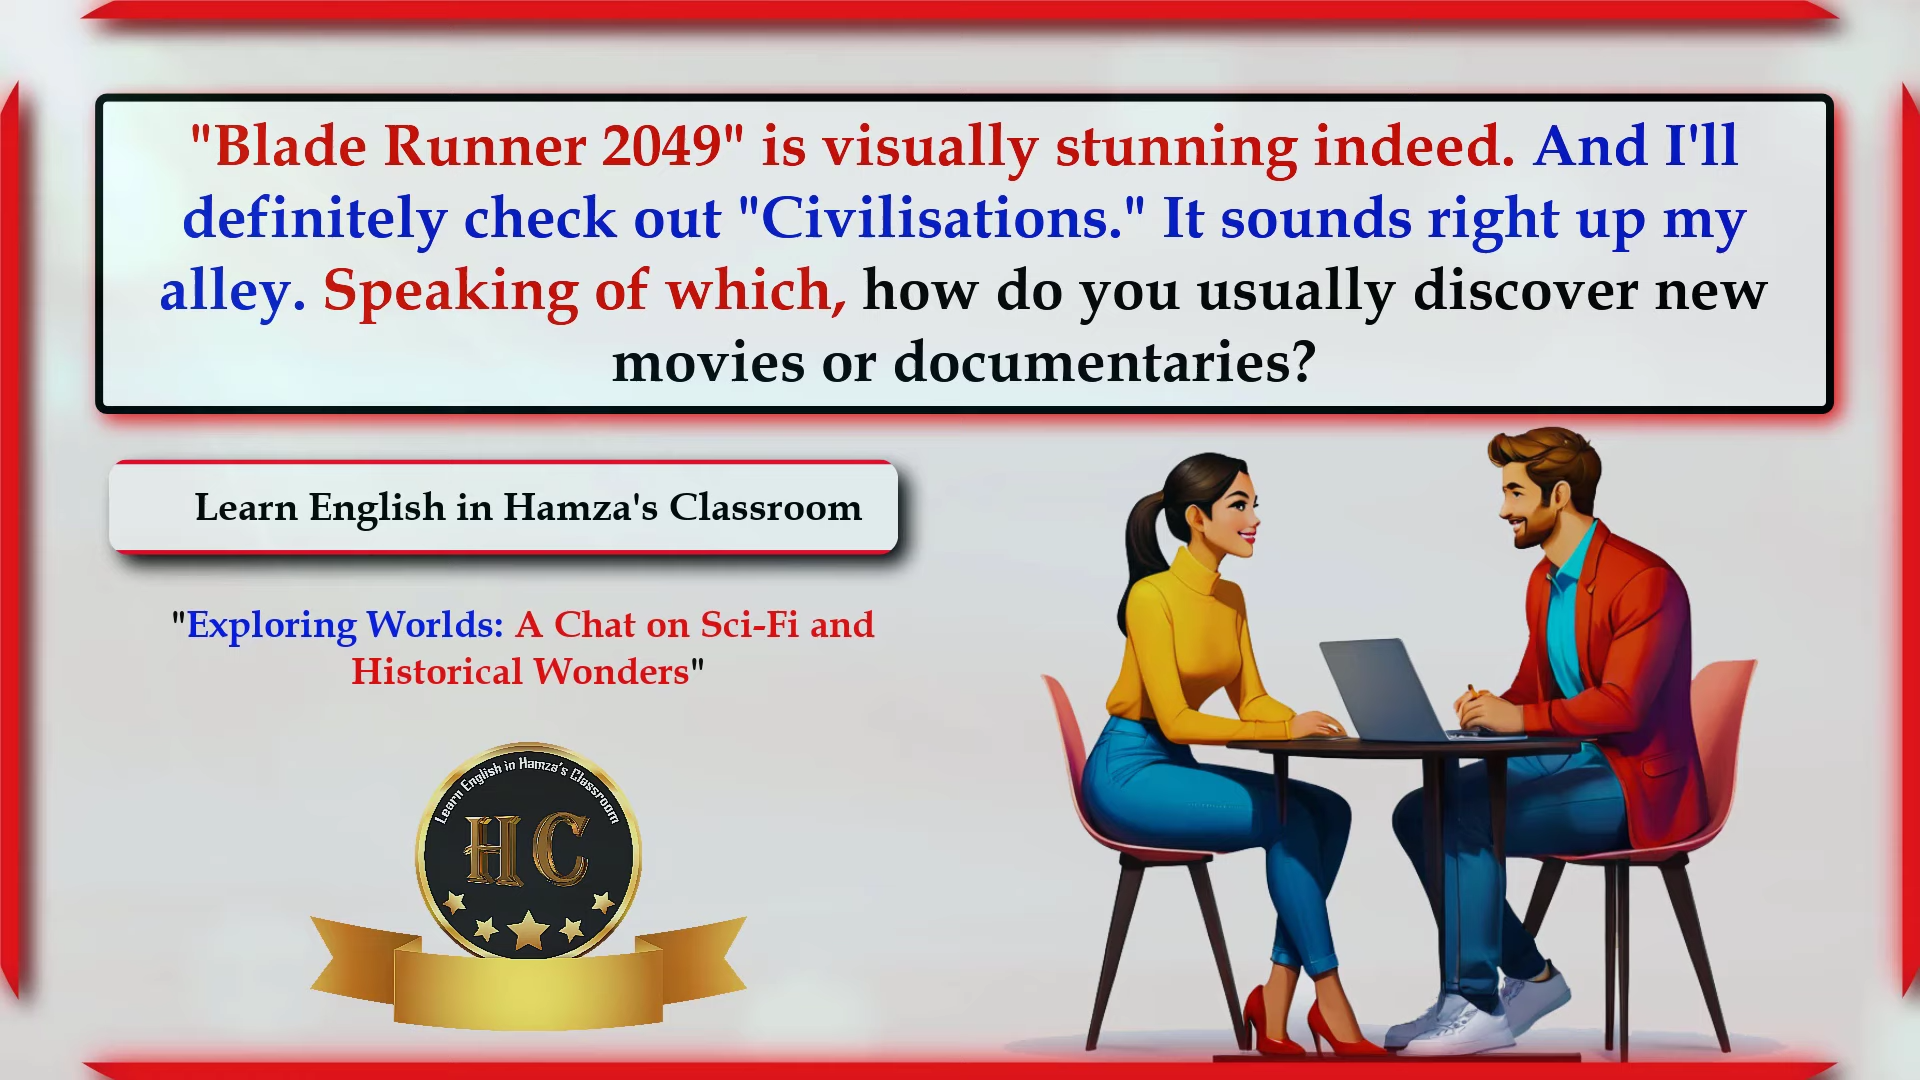 "Blade Runner 2049" is visually stunning indeed. And I'll
definitely check out "Civilisations." It sounds right up my
alley. Speaking of which, how do you usually discover new
movies or documentaries?
Learn English in Hamza's Classroom
"Exploring Worlds: A Chat on Sci-Fi and
Historical Wonders"
Learn English in Hamza's Classroom
HC